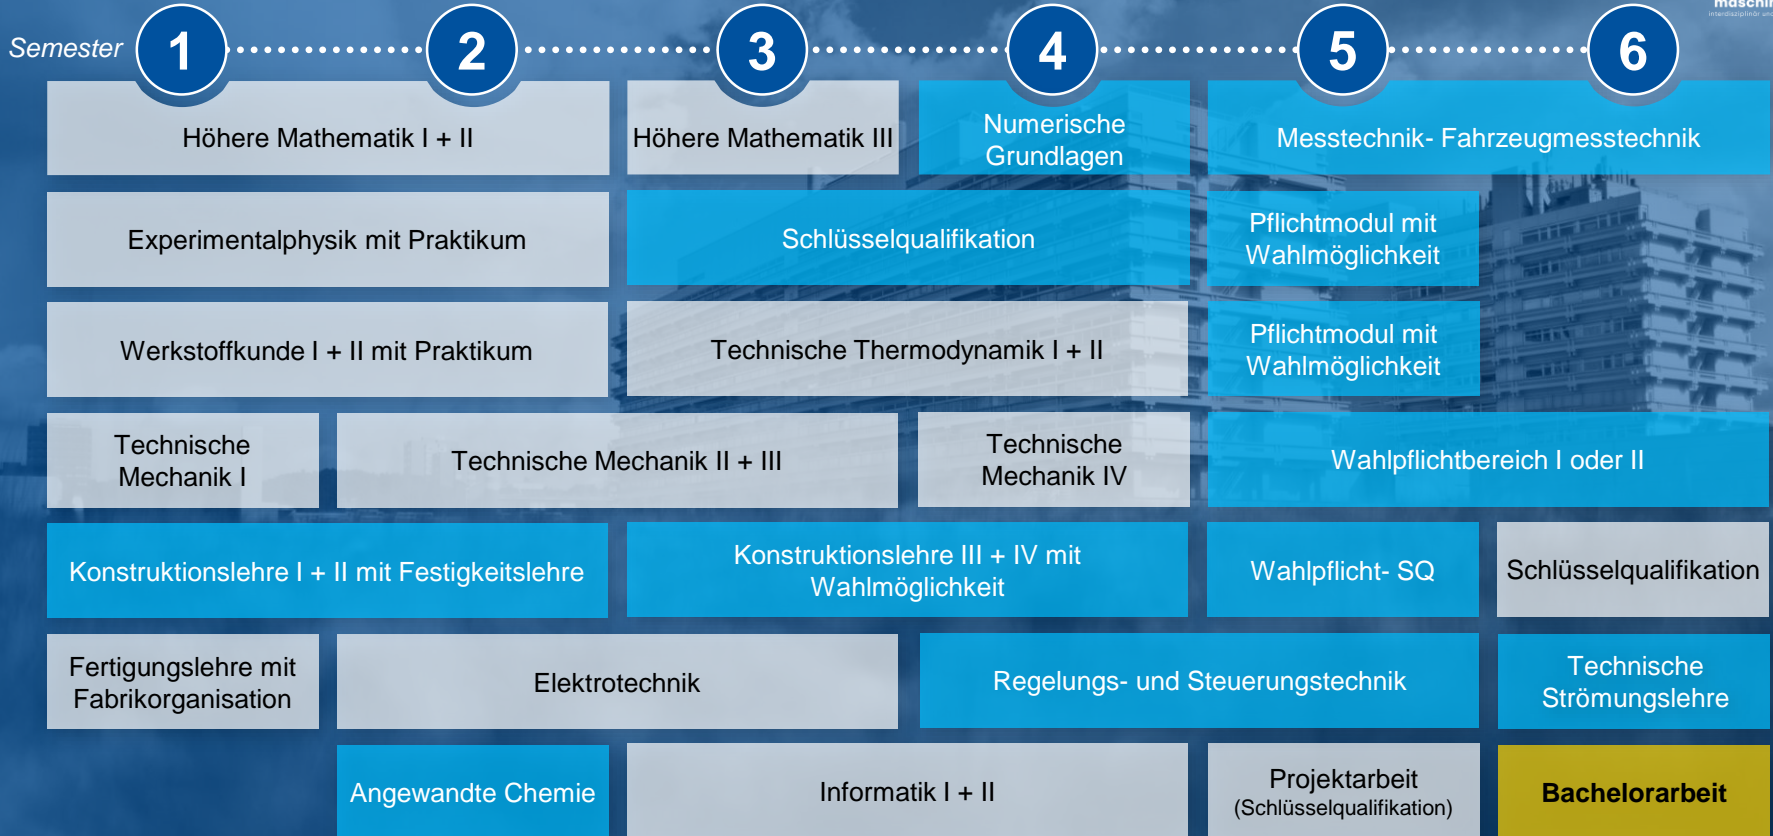 maschin
interdisziplinär und
Semester 1 2 3 4 5 6
Höhere Mathematik I + II
Höhere Mathematik III
Numerische
Grundlagen
Messtechnik- Fahrzeugmesstechnik
Experimentalphysik mit Praktikum
Schlüsselqualifikation
Pflichtmodul mit
Wahlmöglichkeit
Werkstoffkunde I + II mit Praktikum
Technische Thermodynamik I + II
Pflichtmodul mit
Wahlmöglichkeit
Technische
Mechanik I
Technische Mechanik II + III
Technische
Mechanik IV
Wahlpflichtbereich I oder II
Konstruktionslehre I + II mit Festigkeitslehre
Konstruktionslehre III + IV mit
Wahlmöglichkeit
Wahlpflicht- SQ
Schlüsselqualifikation
Fertigungslehre mit
Fabrikorganisation
Elektrotechnik
Regelungs- und Steuerungstechnik
Technische
Strömungslehre
Angewandte Chemie
Informatik I + II
Projektarbeit
(Schlüsselqualifikation)
Bachelorarbeit